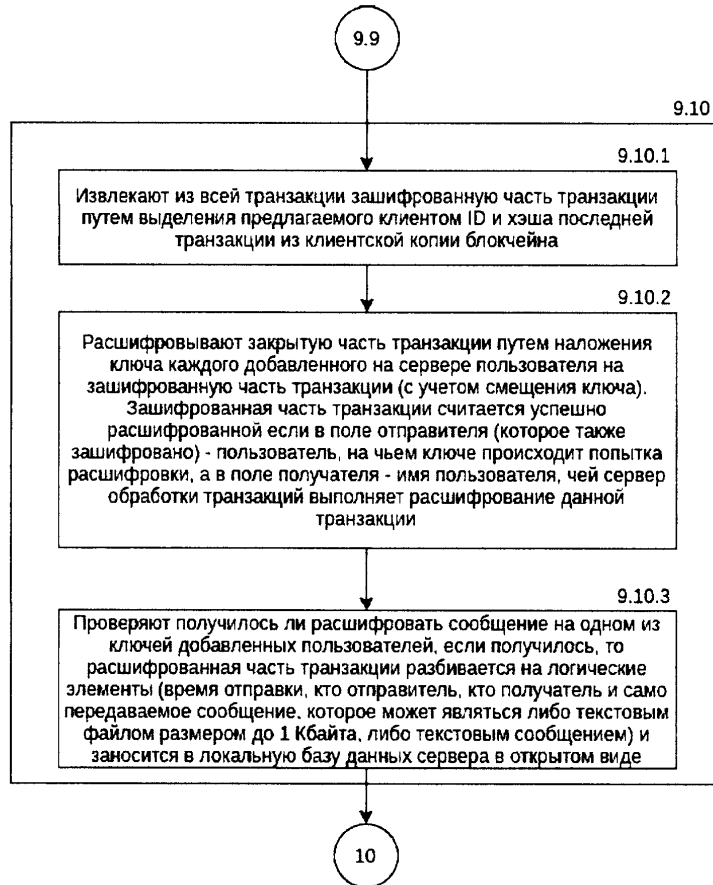 9.9
9.10
9.10.1
Извлекают из всей транзакции зашифрованную часть транзакции
путем выделения предлагаемого клиентом ID и хэша последней
транзакции из клиентской копии блокчейна
9.10.2
Расшифровывают закрытую часть транзакции путем наложения
ключа каждого добавленного на сервере пользователя на
зашифрованную часть транзакции (с учетом смещения ключа).
Зашифрованная часть транзакции считается успешно
расшифрованной если в поле отправителя (которое также
зашифровано) - пользователь, на чьем ключе происходит попытка
расшифровки, а в поле получателя - имя пользователя, чей сервер
обработки транзакций выполняет расшифрование данной
транзакции
9.10.3
Проверяют получилось ли расшифровать сообщение на одном из
ключей добавленных пользователей, если получилось, то
расшифрованная часть транзакции разбивается на логические
элементы (время отправки, кто отправитель, кто получатель и само
передаваемое сообщение, которое может являться либо текстовым
файлом размером до 1 Кбайта, либо текстовым сообщением) и
заносится в локальную базу данных сервера в открытом виде
10